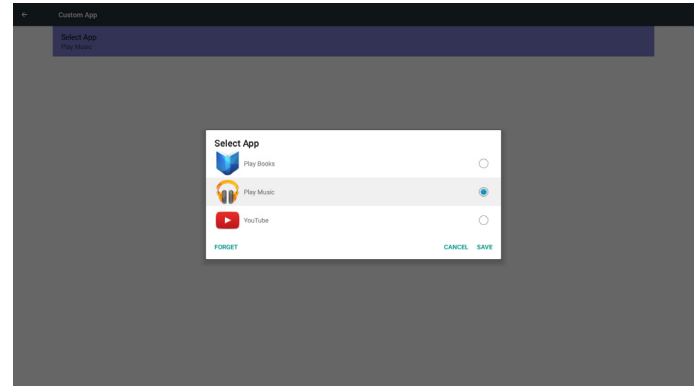 Custom App
Select App
Play Music
Select App
Play Books
Play Music
YouTube
FORGET
CANCEL SAVE